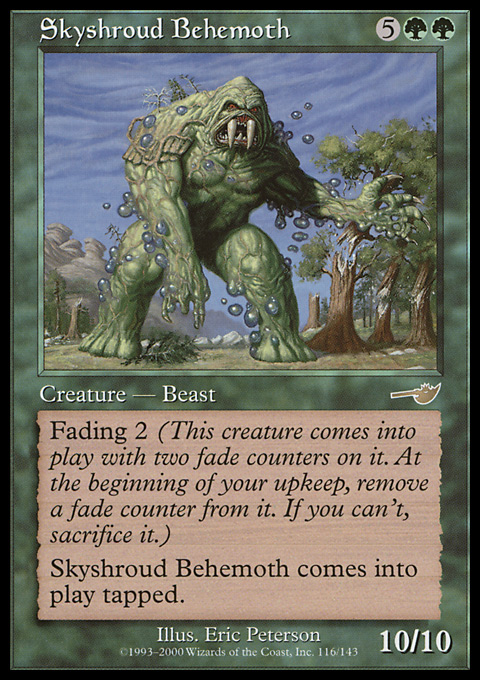 Skyshroud Behemoth 5
Creature — Beast
Fading 2 (This creature comes into
play with two fade counters on it. At
the beginning of your upkeep, remove
a fade counter from it. If you can't,
sacrifice it.)
Skyshroud Behemoth comes into
play tapped.
Illus. Eric Peterson
©1993–2000 Wizards of the Coast, Inc. 116/143
10/10